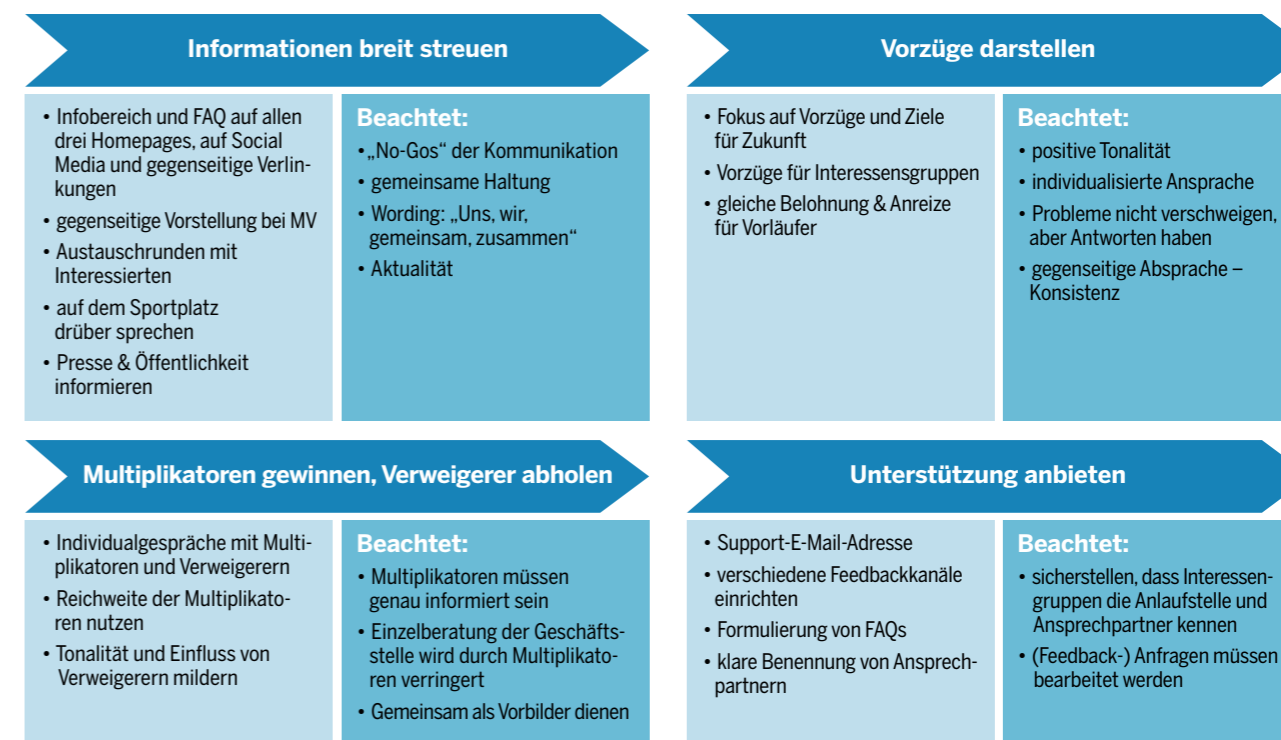 Informationen breit streuen
• Infobereich und FAQ auf allen
drei Homepages, auf Social
Media und gegenseitige Verlin-
kungen
• gegenseitige Vorstellung bei MV
• Austauschrunden mit
Interessierten
• auf dem Sportplatz
drüber sprechen
• Presse & Öffentlichkeit
informieren
Beachtet:
• „No-Gos“ der Kommunikation
• gemeinsame Haltung
• Wording: „Uns, wir,
gemeinsam, zusammen“
• Aktualität
Vorzüge darstellen
• Fokus auf Vorzüge und Ziele
für Zukunft
• Vorzüge für Interessensgruppen
• gleiche Belohnung & Anreize
für Vorläufer
Beachtet:
• positive Tonalität
• individualisierte Ansprache
• Probleme nicht verschweigen,
aber Antworten haben
• gegenseitige Absprache –
Konsistenz
Multiplikatoren gewinnen, Verweigerer abholen
• Individualgespräche mit Multi-
plikatoren und Verweigerern
• Reichweite der Multiplikato-
ren nutzen
• Tonalität und Einfluss von
Verweigerern mildern
Beachtet:
• Multiplikatoren müssen
genau informiert sein
• Einzelberatung der Geschäfts-
stelle wird durch Multiplikato-
ren verringert
• Gemeinsam als Vorbilder dienen
Unterstützung anbieten
• Support-E-Mail-Adresse
• verschiedene Feedbackkanäle
einrichten
• Formulierung von FAQs
• klare Benennung von Ansprech-
partnern
Beachtet:
• sicherstellen, dass Interessen-
gruppen die Anlaufstelle und
Ansprechpartner kennen
• (Feedback-) Anfragen müssen
bearbeitet werden